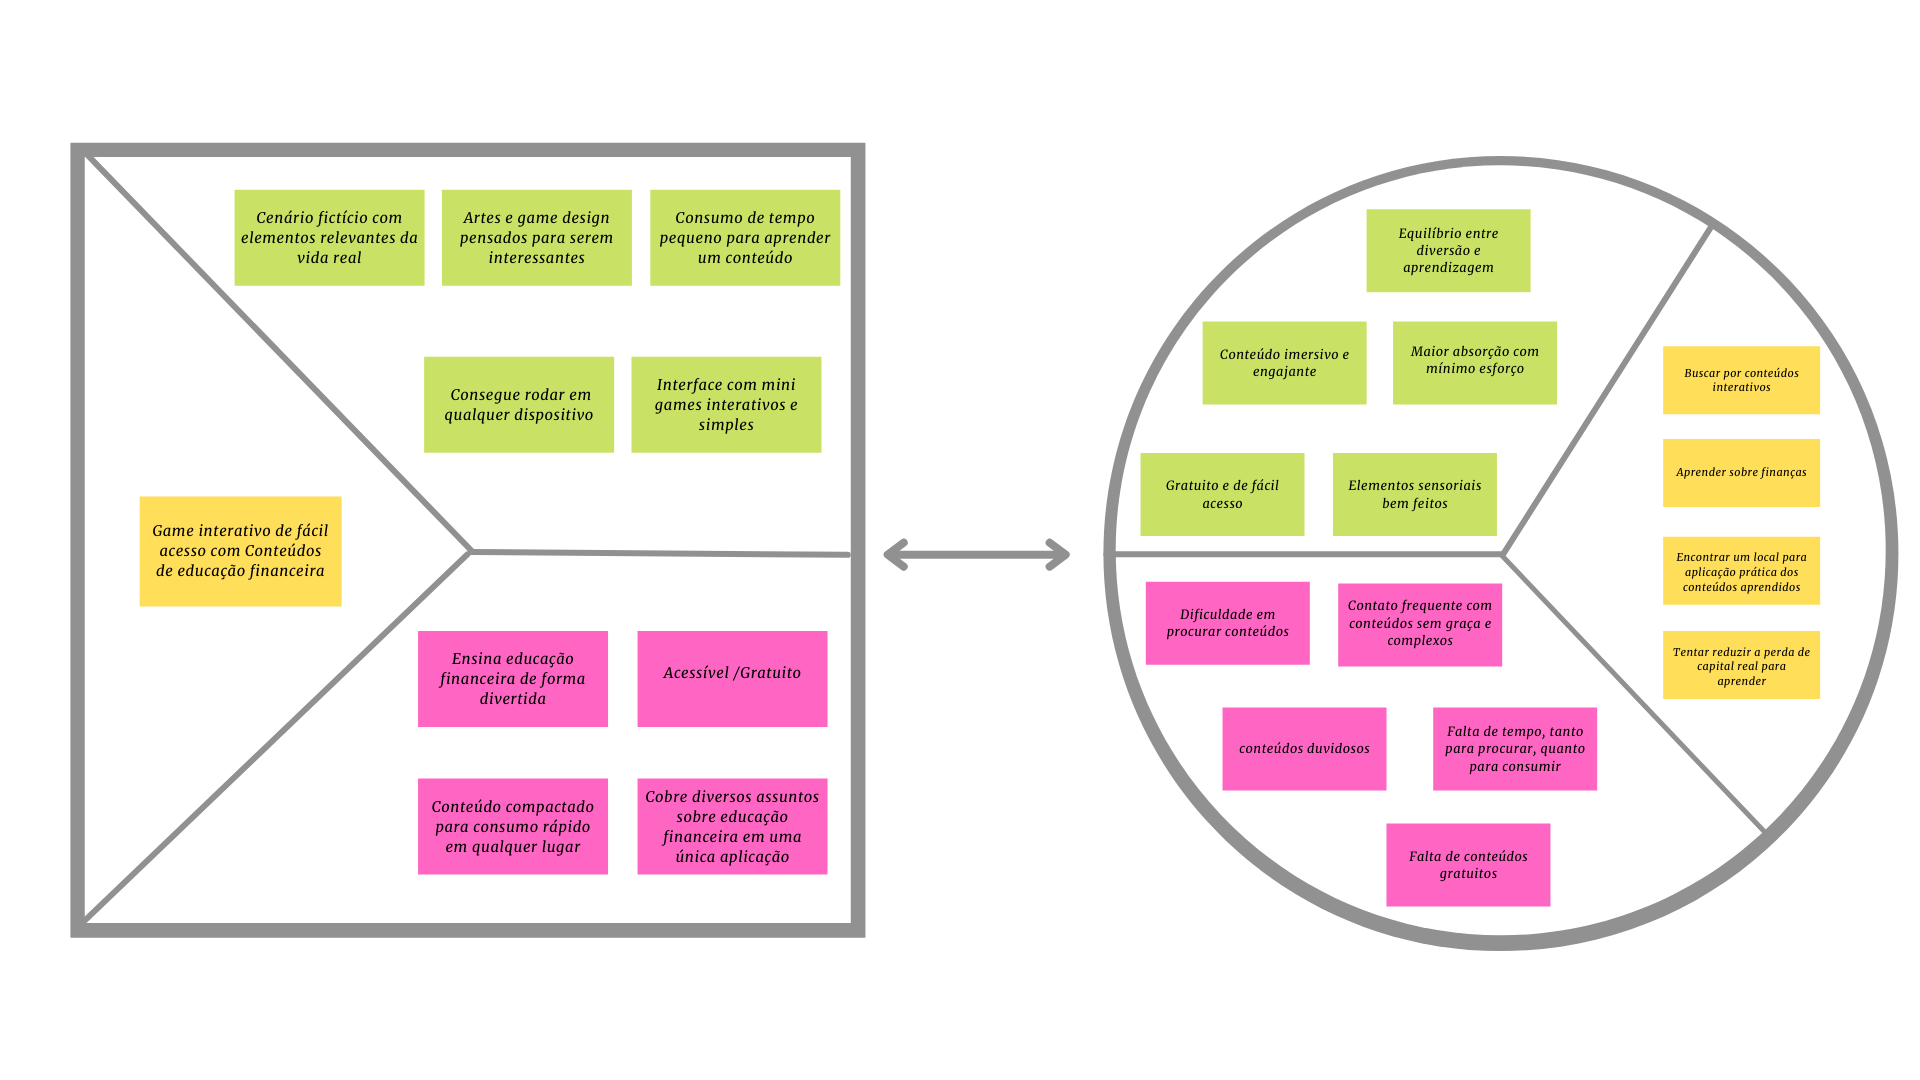 Cenário fictício com
elementos relevantes da
vida real
Artes e game design
pensados para serem
interessantes
Consumo de tempo
pequeno para aprender
um conteúdo
Consegue rodar em
qualquer dispositivo
Interface com mini
games interativos e
simples
Game interativo de fácil
acesso com Conteúdos
de educação financeira
Ensina educação
financeira de forma
divertida
Acessível /Gratuito
Conteúdo compactado
para consumo rápido
em qualquer lugar
Cobre diversos assuntos
sobre educação
financeira em uma
única aplicação
Equilíbrio entre
diversão e
aprendizagem
Conteúdo imersivo e
engajante
Maior absorção com
mínimo esforço
Gratuito e de fácil
acesso
Elementos sensoriais
bem feitos
Buscar por conteúdos
interativos
Aprender sobre finanças
Encontrar um local para
aplicação prática dos
conteúdos aprendidos
Tentar reduzir a perda de
capital real para
aprender
Dificuldade em
procurar conteúdos
Contato frequente com
conteúdos sem graça e
complexos
conteúdos duvidosos
Falta de tempo, tanto
para procurar, quanto
para consumir
Falta de conteúdos
gratuitos